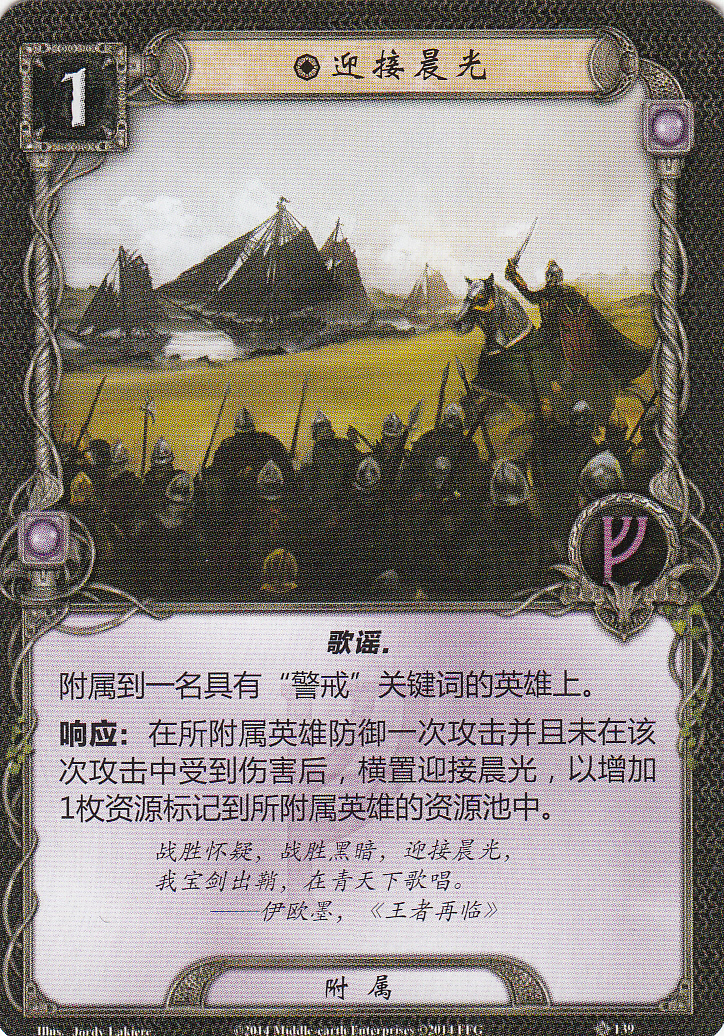 1
迎接晨光
歌谣.
附属到一名具有“警戒”关键词的英雄上。
响应：在所附属英雄防御一次攻击并且未在该
次攻击中受到伤害后，横置迎接晨光，以增加
1枚资源标记到所附属英雄的资源池中。
战胜怀疑，战胜黑暗，迎接晨光，
我宝剑出鞘，在青天下歌唱。
——伊欧墨，《王者再临》
附属
Illus. Jordy Lakiere ©2014 Middle-earth Enterprises ©2014 FFG 139